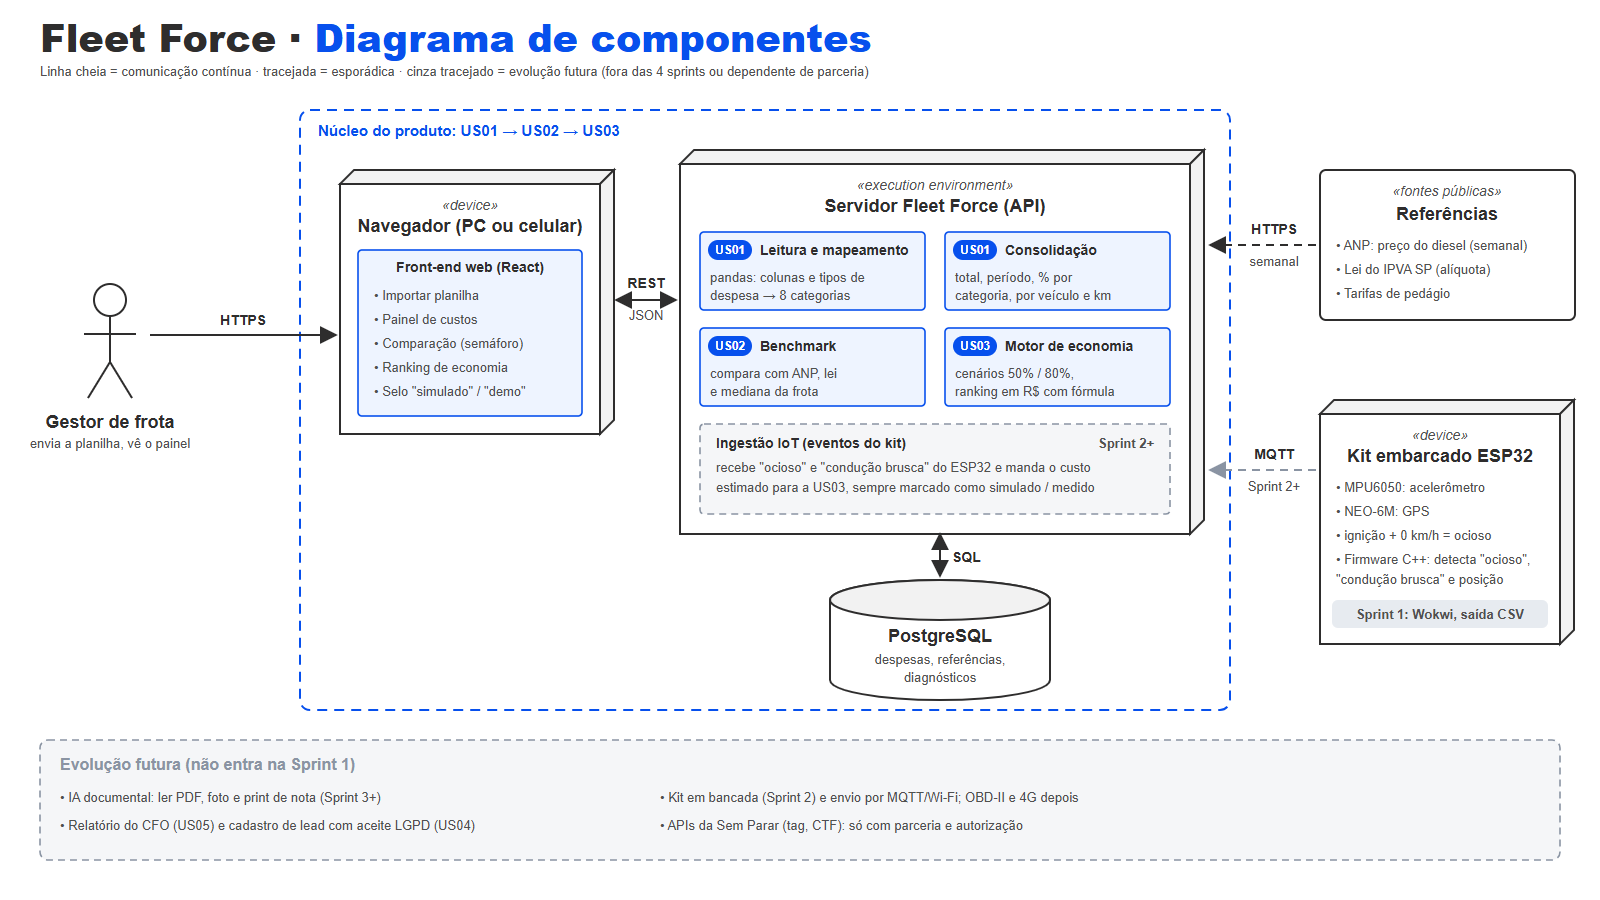 Fleet Force · Diagrama de componentes
Linha cheia = comunicação contínua · tracejada = esporádica · cinza tracejado = evolução futura (fora das 4 sprints ou dependente de parceria)
Núcleo do produto: US01 → US02 → US03
Gestor de frota
envia a planilha, vê o painel
HTTPS
«device»
Navegador (PC ou celular)
Front-end web (React)
• Importar planilha
• Painel de custos
• Comparação (semáforo)
• Ranking de economia
• Selo "simulado" / "demo"
REST
JSON
«execution environment»
Servidor Fleet Force (API)
US01 Leitura e mapeamento
pandas: colunas e tipos de
despesa → 8 categorias
US01 Consolidação
total, período, % por
categoria, por veículo e km
US02 Benchmark
compara com ANP, lei
e mediana da frota
US03 Motor de economia
cenários 50% / 80%,
ranking em R$ com fórmula
Ingestão IoT (eventos do kit) Sprint 2+
recebe "ocioso" e "condução brusca" do ESP32 e manda o custo
estimado para a US03, sempre marcado como simulado / medido
SQL
PostgreSQL
despesas, referências,
diagnósticos
HTTPS
semanal
«fontes públicas»
Referências
• ANP: preço do diesel (semanal)
• Lei do IPVA SP (alíquota)
• Tarifas de pedágio
MQTT
Sprint 2+
«device»
Kit embarcado ESP32
• MPU6050: acelerômetro
• NEO-6M: GPS
• ignição + 0 km/h = ocioso
• Firmware C++: detecta "ocioso",
"condução brusca" e posição
Sprint 1: Wokwi, saída CSV
Evolução futura (não entra na Sprint 1)
• IA documental: ler PDF, foto e print de nota (Sprint 3+)
• Relatório do CFO (US05) e cadastro de lead com aceite LGPD (US04)
• Kit em bancada (Sprint 2) e envio por MQTT/Wi-Fi; OBD-II e 4G depois
• APIs da Sem Parar (tag, CTF): só com parceria e autorização